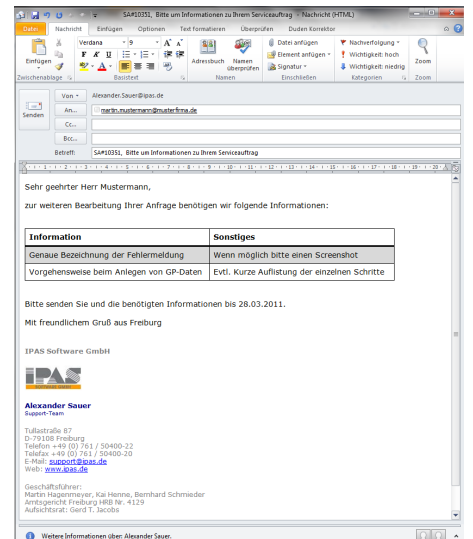 SA#10351, Bitte um Informationen zu Ihrem Serviceauftrag - Nachricht (HTML)
Datei Nachricht Einfügen Optionen Text formatieren Überprüfen Duden Korrektor
Einfügen
Verdana 9
F K U
Adressbuch Namen überprüfen
Datei anfügen
Element anfügen
Signatur
Nachverfolgung
Wichtigkeit: hoch
Wichtigkeit: niedrig
Zoom
Zwischenablage Basistext Namen Einschließen Kategorien Zoom
Senden
Von Alexander.Sauer@ipas.de
An... martin.mustermann@musterfirma.de
Cc...
Bcc...
Betreff: SA#10351, Bitte um Informationen zu Ihrem Serviceauftrag
Sehr geehrter Herr Mustermann,
zur weiteren Bearbeitung Ihrer Anfrage benötigen wir folgende Informationen:
Information Sonstiges
Genaue Bezeichnung der Fehlermeldung Wenn möglich bitte einen Screenshot
Vorgehensweise beim Anlegen von GP-Daten Evtl. Kurze Auflistung der einzelnen Schritte
Bitte senden Sie und die benötigten Informationen bis 28.03.2011.
Mit freundlichem Gruß aus Freiburg
IPAS Software GmbH
IPAS
SOFTWARE GMBH
Alexander Sauer
Support-Team
Tullastraße 87
D-79108 Freiburg
Telefon +49 (0) 761 / 50400-22
Telefax +49 (0) 761 / 50400-20
E-Mail: support@ipas.de
Web: www.ipas.de
Geschäftsführer:
Martin Hagenmeyer, Kai Henne, Bernhard Schmieder
Amtsgericht Freiburg HRB Nr. 4129
Aufsichtsrat: Gerd T. Jacobs
Weitere Informationen über: Alexander Sauer.